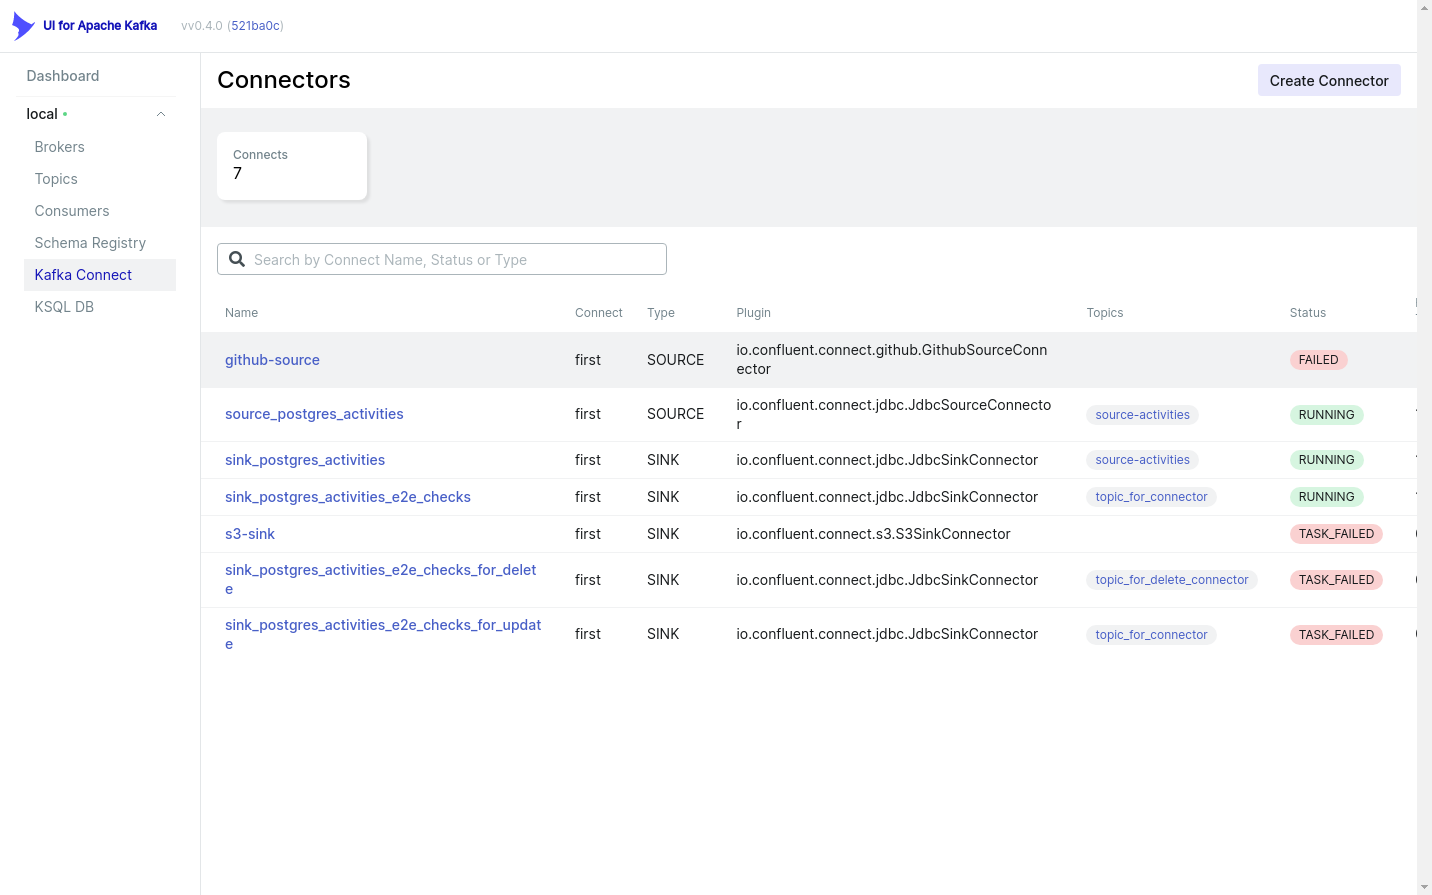 UI for Apache Kafka vv0.4.0 (521ba0c)
Dashboard
local
Brokers
Topics
Consumers
Schema Registry
Kafka Connect
KSQL DB
Connectors
Create Connector
Connects
7
Search by Connect Name, Status or Type
Name Connect Type Plugin Topics Status
github-source first SOURCE io.confluent.connect.github.GithubSourceConn
ector FAILED
source_postgres_activities first SOURCE io.confluent.connect.jdbc.JdbcSourceConnecto
r source-activities RUNNING
sink_postgres_activities first SINK io.confluent.connect.jdbc.JdbcSinkConnector source-activities RUNNING
sink_postgres_activities_e2e_checks first SINK io.confluent.connect.jdbc.JdbcSinkConnector topic_for_connector RUNNING
s3-sink first SINK io.confluent.connect.s3.S3SinkConnector TASK_FAILED
sink_postgres_activities_e2e_checks_for_delet
e first SINK io.confluent.connect.jdbc.JdbcSinkConnector topic_for_delete_connector TASK_FAILED
sink_postgres_activities_e2e_checks_for_updat
e first SINK io.confluent.connect.jdbc.JdbcSinkConnector topic_for_connector TASK_FAILED